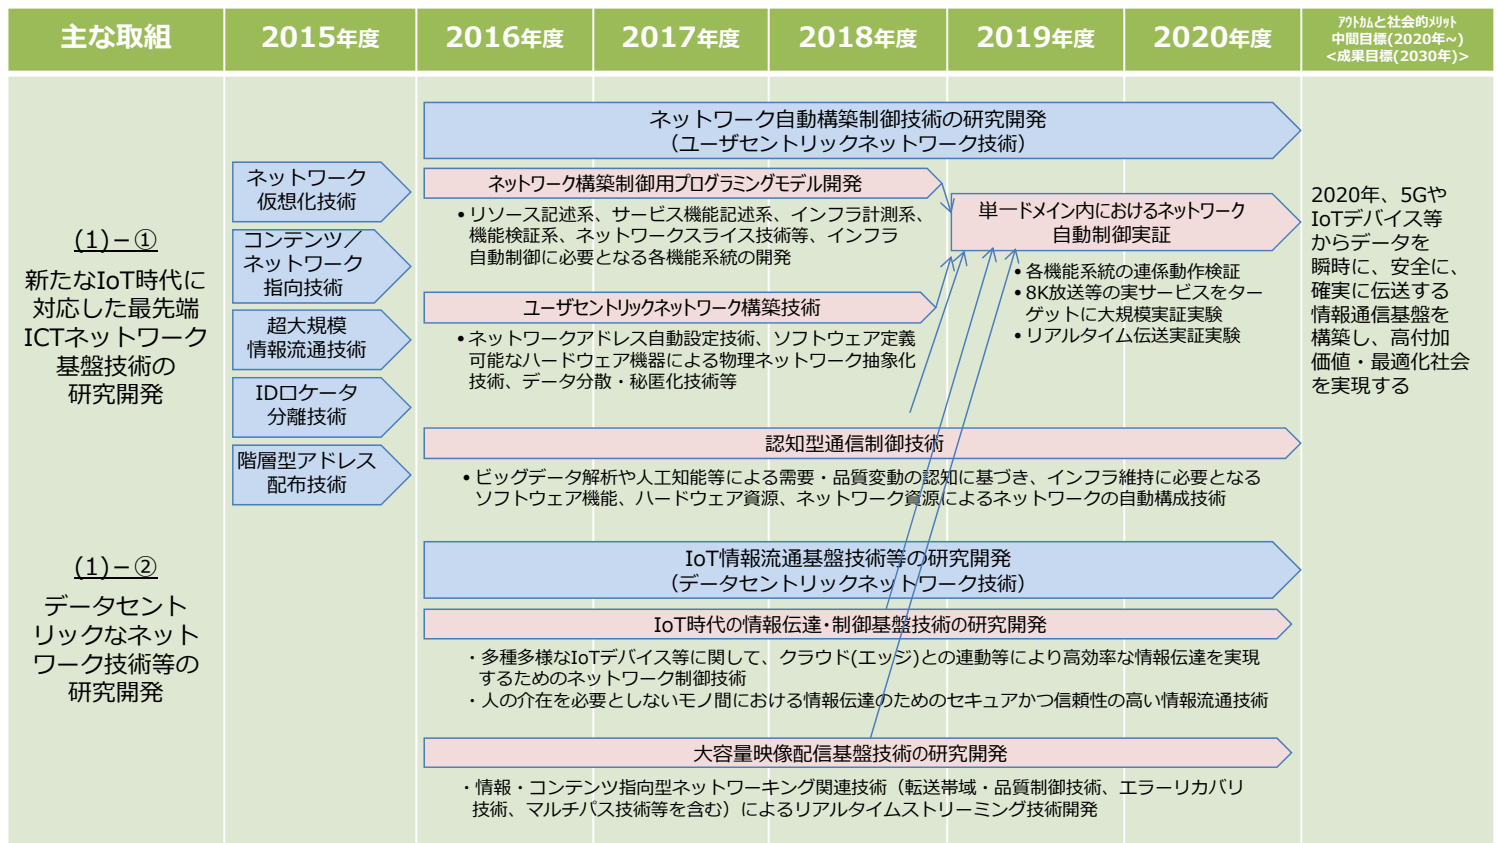 主な取組
2015年度
2016年度
2017年度
2018年度
2019年度
2020年度
ｱｳﾄｶﾑと社会的ﾒﾘｯﾄ
中間目標(2020年~)
<成果目標(2030年)>
(1)－①
新たなIoT時代に
対応した最先端
ICTネットワーク
基盤技術の
研究開発
ネットワーク
仮想化技術
コンテンツ／
ネットワーク
指向技術
超大規模
情報流通技術
IDロケータ
分離技術
階層型アドレス
配布技術
ネットワーク自動構築制御技術の研究開発
（ユーザセントリックネットワーク技術）
ネットワーク構築制御用プログラミングモデル開発
•リソース記述系、サービス機能記述系、インフラ計測系、
機能検証系、ネットワークスライス技術等、インフラ
自動制御に必要となる各機能系統の開発
ユーザセントリックネットワーク構築技術
•ネットワークアドレス自動設定技術、ソフトウェア定義
可能なハードウェア機器による物理ネットワーク抽象化
技術、データ分散・秘匿化技術等
単一ドメイン内におけるネットワーク
自動制御実証
•各機能系統の連係動作検証
•8K放送等の実サービスをター
ゲットに大規模実証実験
•リアルタイム伝送実証実験
認知型通信制御技術
•ビッグデータ解析や人工知能等による需要・品質変動の認知に基づき、インフラ維持に必要となる
ソフトウェア機能、ハードウェア資源、ネットワーク資源によるネットワークの自動構成技術
2020年、5Gや
IoTデバイス等
からデータを
瞬時に、安全に、
確実に伝送する
情報通信基盤を
構築し、高付加
価値・最適化社会
を実現する
(1)－②
データセント
リックなネット
ワーク技術等の
研究開発
IoT情報流通基盤技術等の研究開発
（データセントリックネットワーク技術）
IoT時代の情報伝達・制御基盤技術の研究開発
・多種多様なIoTデバイス等に関して、クラウド(エッジ)との連動等により高効率な情報伝達を実現
するためのネットワーク制御技術
・人の介在を必要としないモノ間における情報伝達のためのセキュアかつ信頼性の高い情報流通技術
大容量映像配信基盤技術の研究開発
・情報・コンテンツ指向型ネットワーキング関連技術（転送帯域・品質制御技術、エラーリカバリ
技術、マルチパス技術等を含む）によるリアルタイムストリーミング技術開発